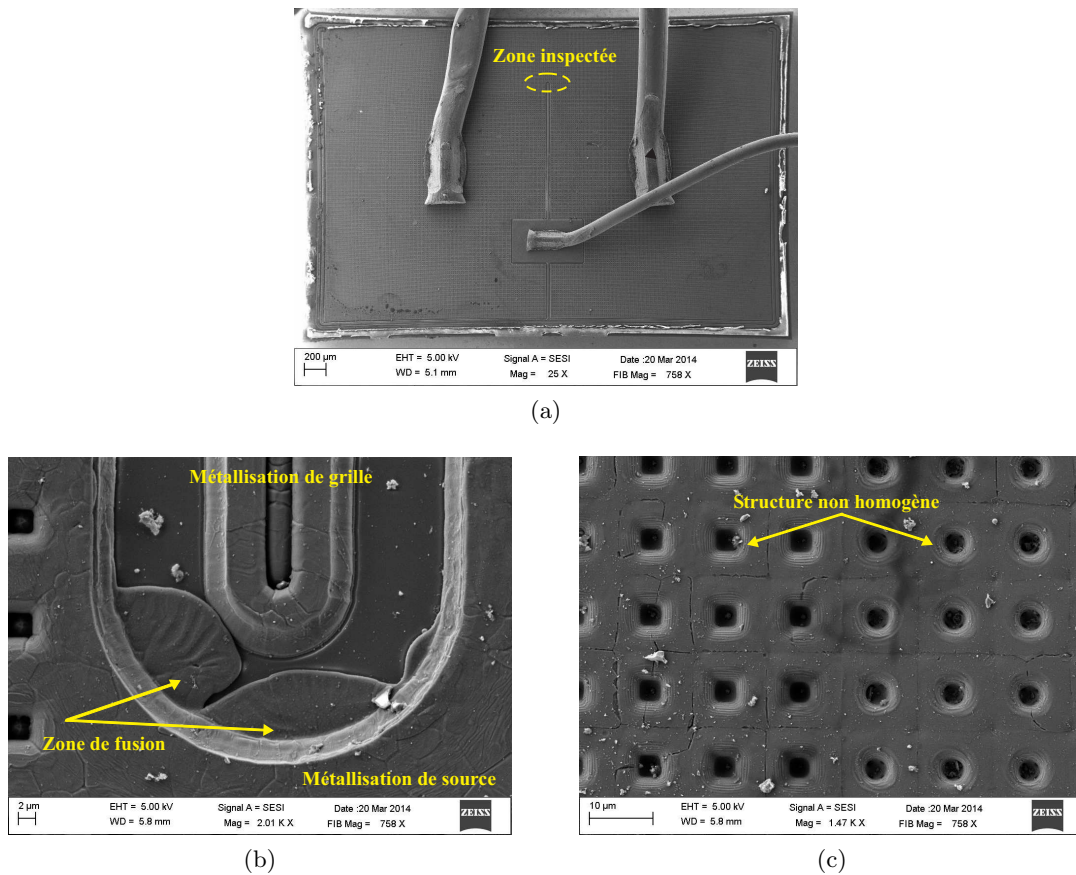 Zone inspectée
200 µm
EHT = 5.00 kV
WD = 5.1 mm
Signal A = SESI
Mag = 25 X
Date :20 Mar 2014
FIB Mag = 758 X
ZEISS
(a)
Métallisation de grille
Zone de fusion
Métallisation de source
2 µm
EHT = 5.00 kV
WD = 5.8 mm
Signal A = SESI
Mag = 2.01 K X
Date :20 Mar 2014
FIB Mag = 758 X
ZEISS
(b)
Structure non homogène
10 µm
EHT = 5.00 kV
WD = 5.8 mm
Signal A = SESI
Mag = 1.47 K X
Date :20 Mar 2014
FIB Mag = 758 X
ZEISS
(c)